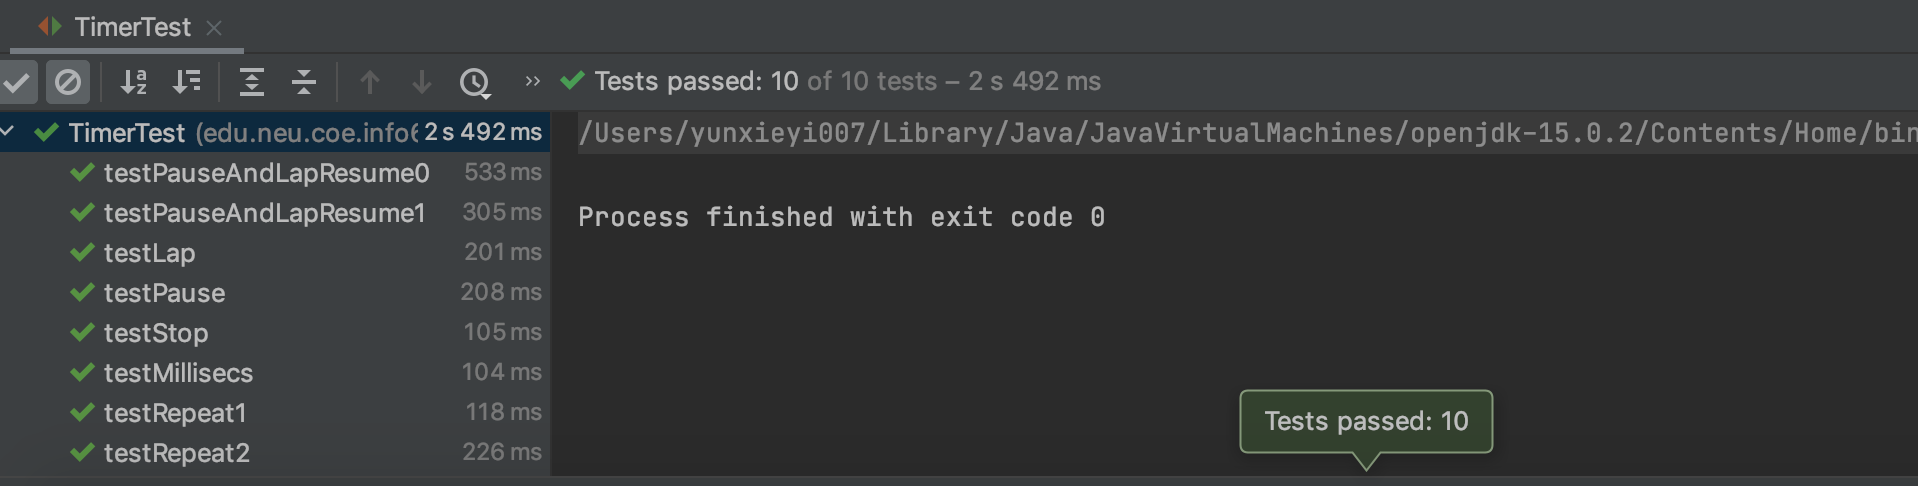 TimerTest
Tests passed: 10 of 10 tests – 2 s 492 ms
TimerTest (edu.neu.coe.info6 2 s 492 ms
/Users/yunxieyi007/Library/Java/JavaVirtualMachines/openjdk-15.0.2/Contents/Home/bin
testPauseAndLapResume0 533 ms
testPauseAndLapResume1 305 ms
Process finished with exit code 0
testLap 201 ms
testPause 208 ms
testStop 105 ms
testMillisecs 104 ms
testRepeat1 118 ms
Tests passed: 10
testRepeat2 226 ms